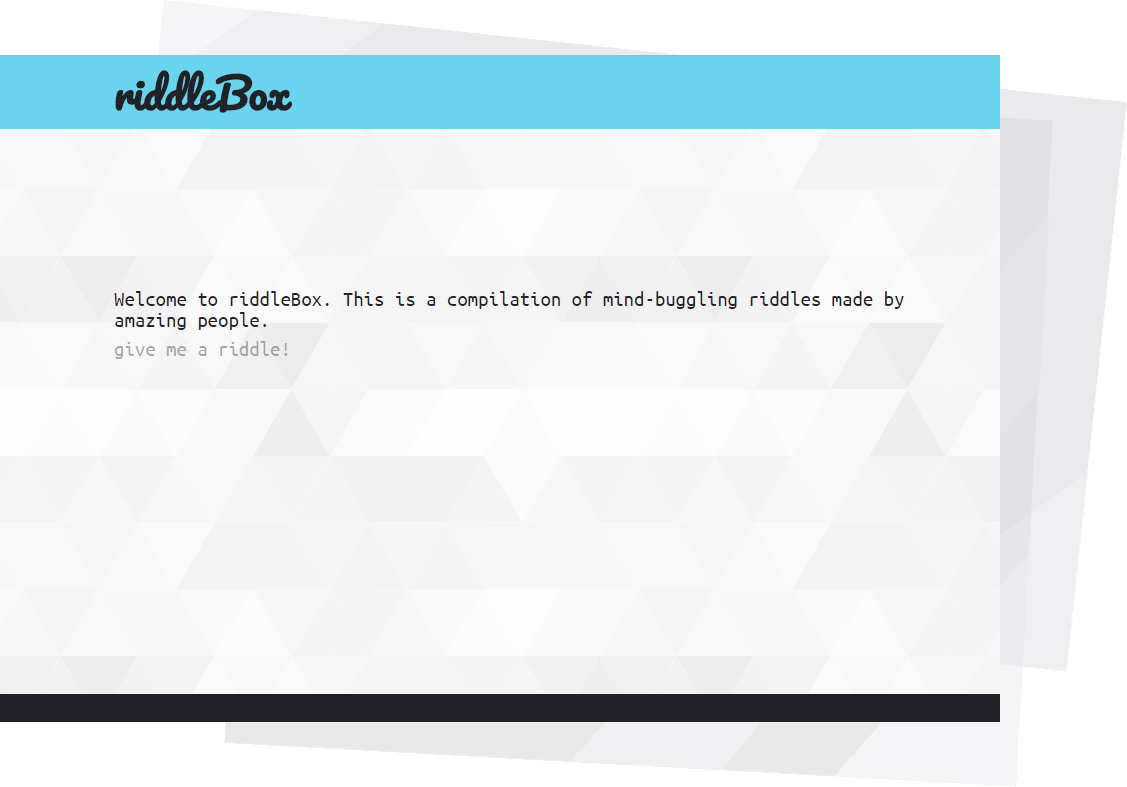 riddleBox
Welcome to riddleBox. This is a compilation of mind-buggling riddles made by
amazing people.
give me a riddle!